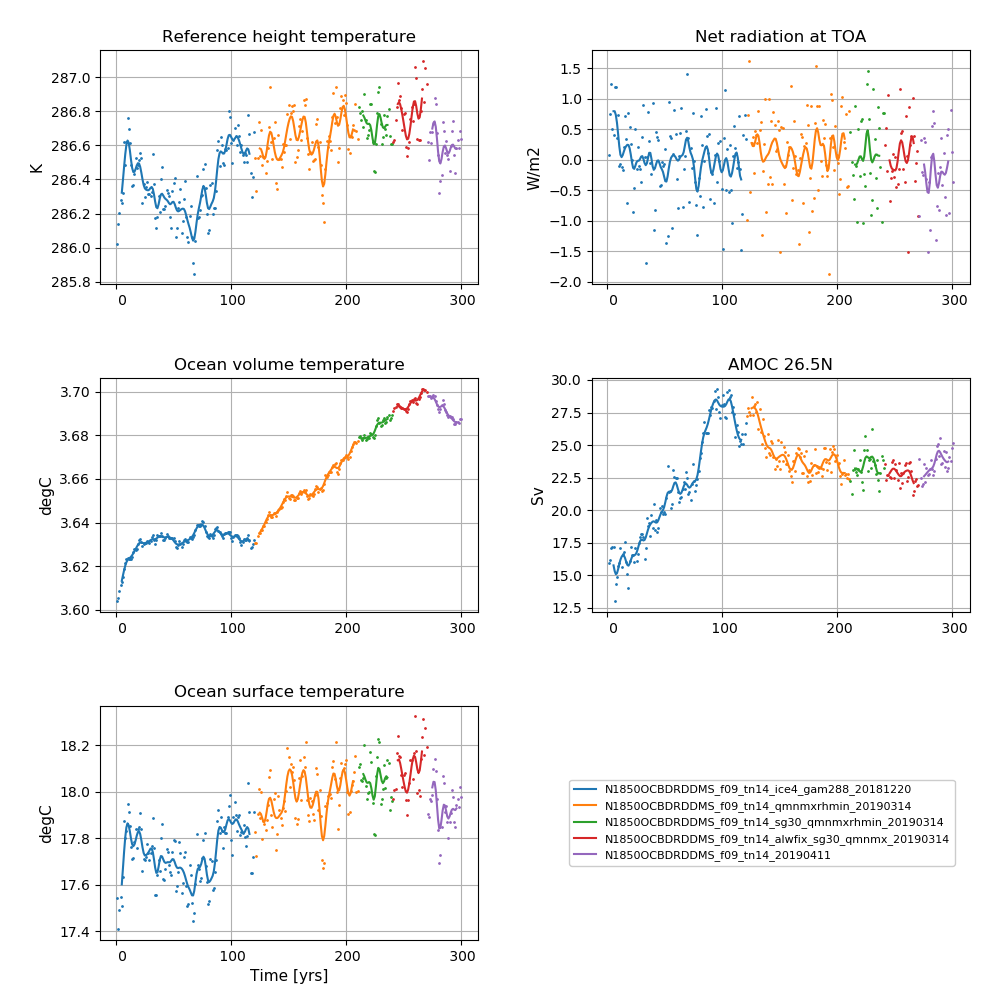 Reference height temperature
287.0
286.8
286.6
286.4
286.2
286.0
285.8
K
0 100 200 300
Net radiation at TOA
1.5
1.0
0.5
0.0
−0.5
−1.0
−1.5
−2.0
W/m2
0 100 200 300
Ocean volume temperature
3.70
3.68
3.66
3.64
3.62
3.60
degC
0 100 200 300
AMOC 26.5N
30.0
27.5
25.0
22.5
20.0
17.5
15.0
12.5
Sv
0 100 200 300
Ocean surface temperature
18.2
18.0
17.8
17.6
17.4
degC
0 100 200 300
Time [yrs]
N1850OCBDRDDMS_f09_tn14_ice4_gam288_20181220
N1850OCBDRDDMS_f09_tn14_qmnmxrhmin_20190314
N1850OCBDRDDMS_f09_tn14_sg30_qmnmxrhmin_20190314
N1850OCBDRDDMS_f09_tn14_alwfix_sg30_qmnmx_20190314
N1850OCBDRDDMS_f09_tn14_20190411